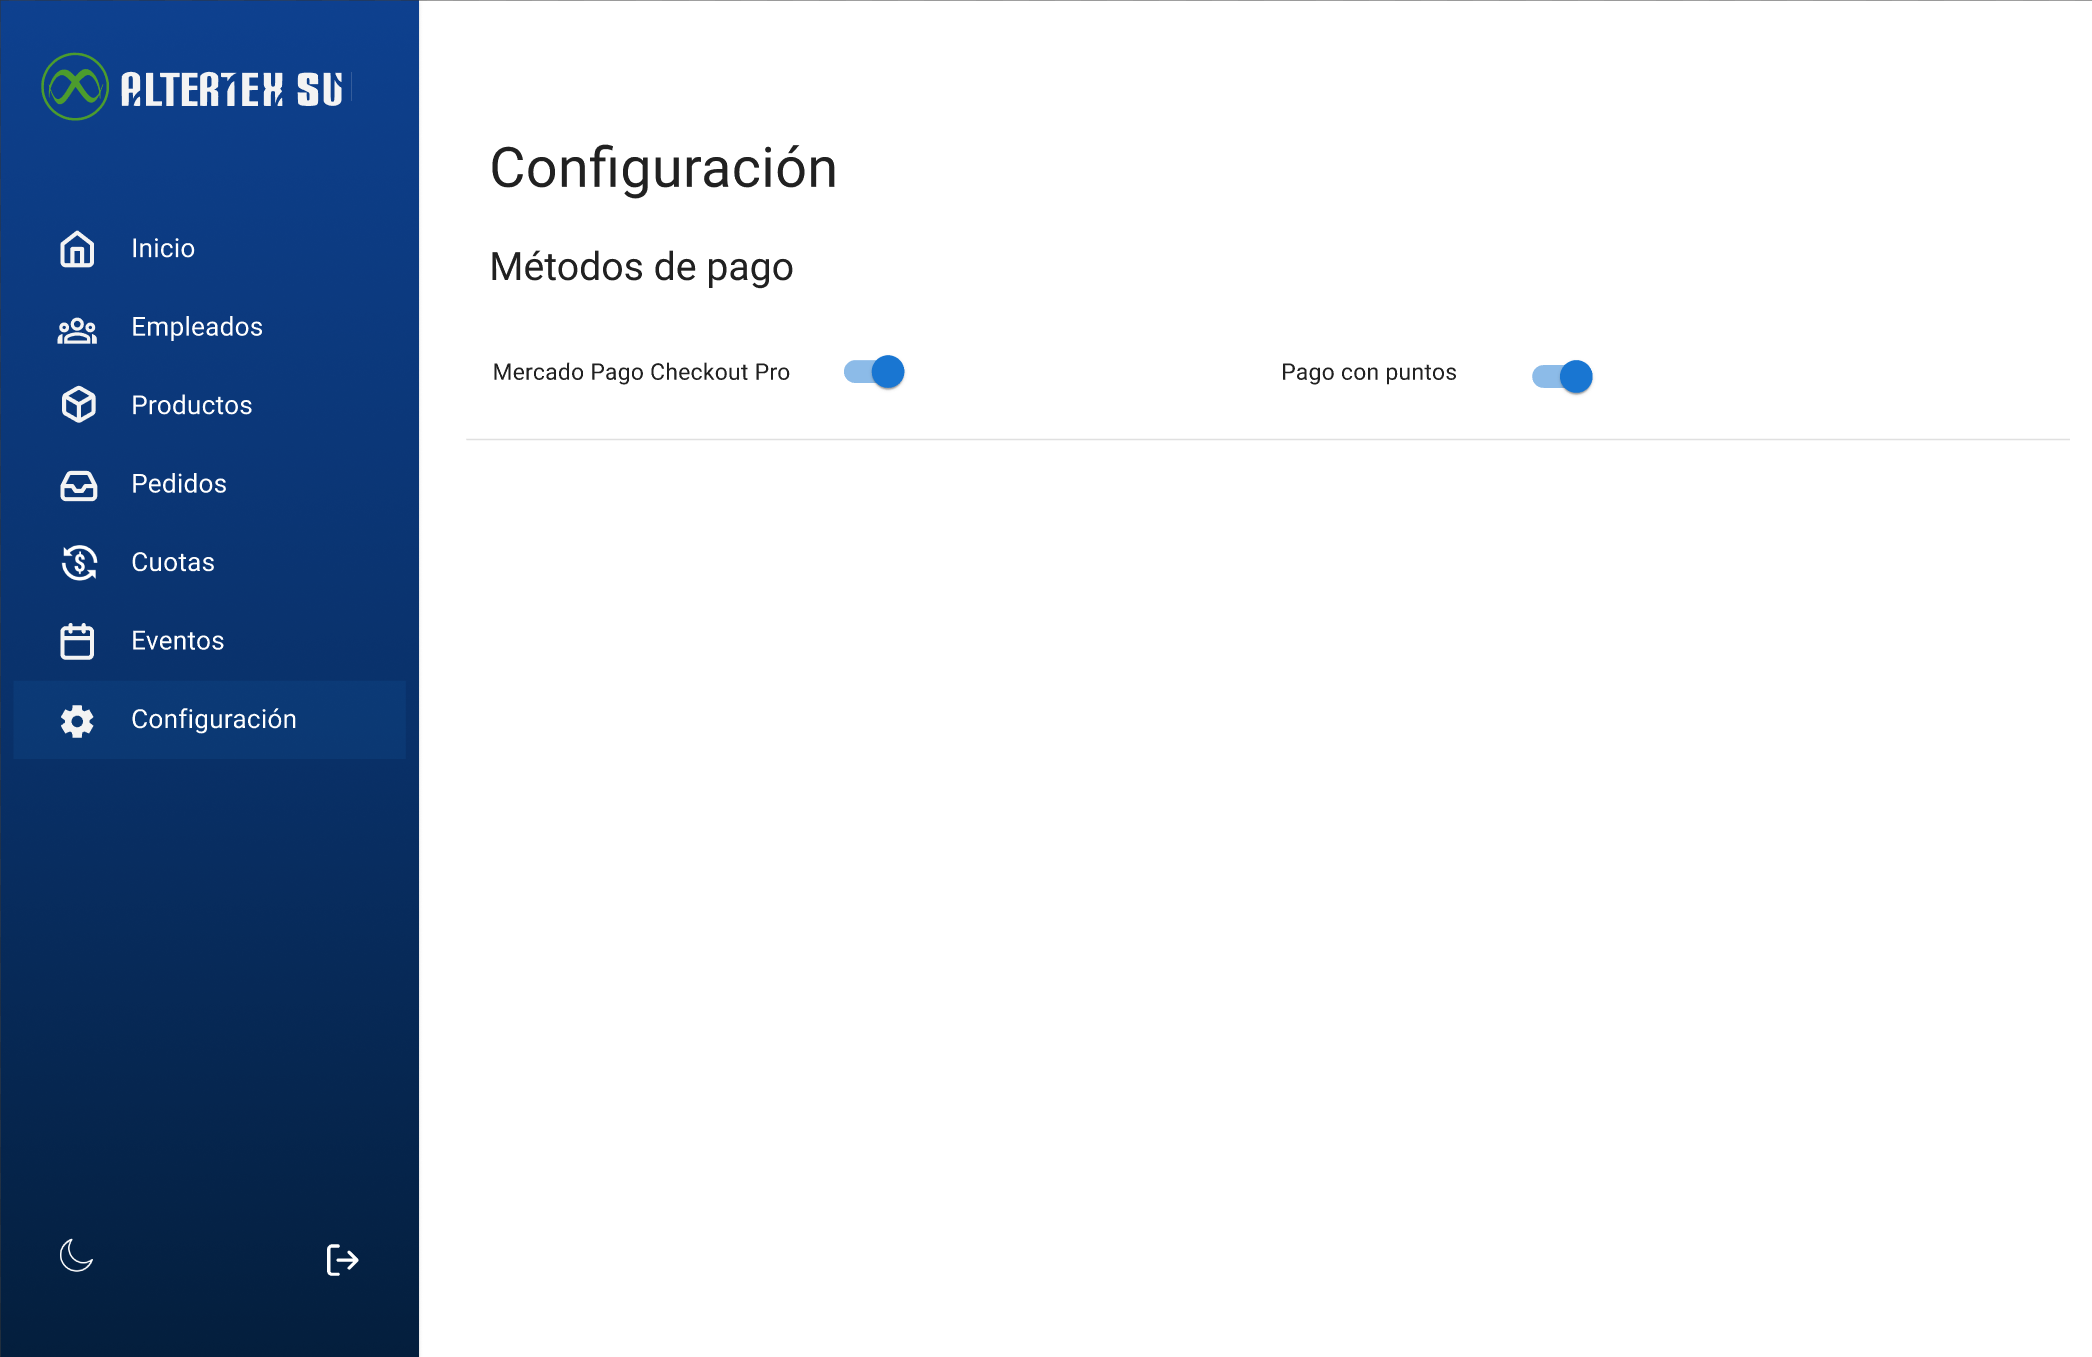 ALTERTEX SU
Inicio
Empleados
Productos
Pedidos
Cuotas
Eventos
Configuración
Configuración
Métodos de pago
Mercado Pago Checkout Pro
Pago con puntos